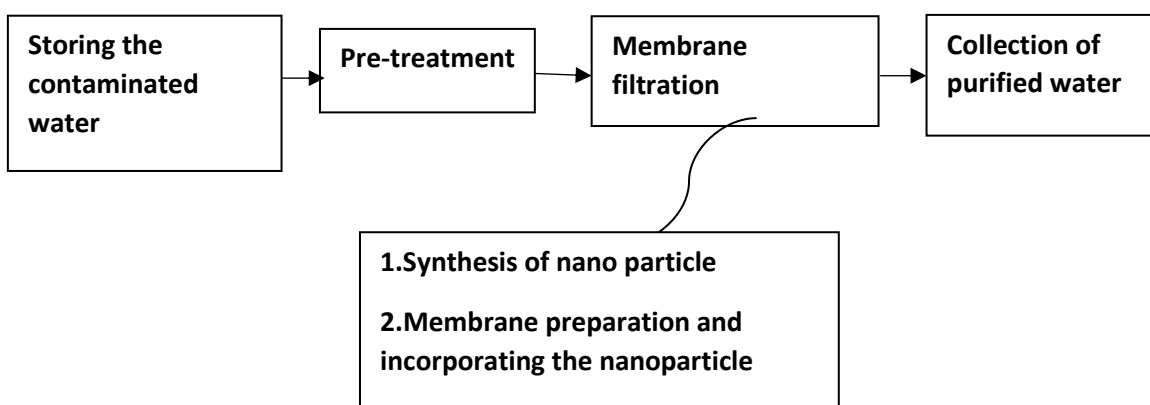 Storing the
contaminated
water
Pre-treatment
Membrane
filtration
Collection of
purified water
1.Synthesis of nano particle
2.Membrane preparation and
incorporating the nanoparticle